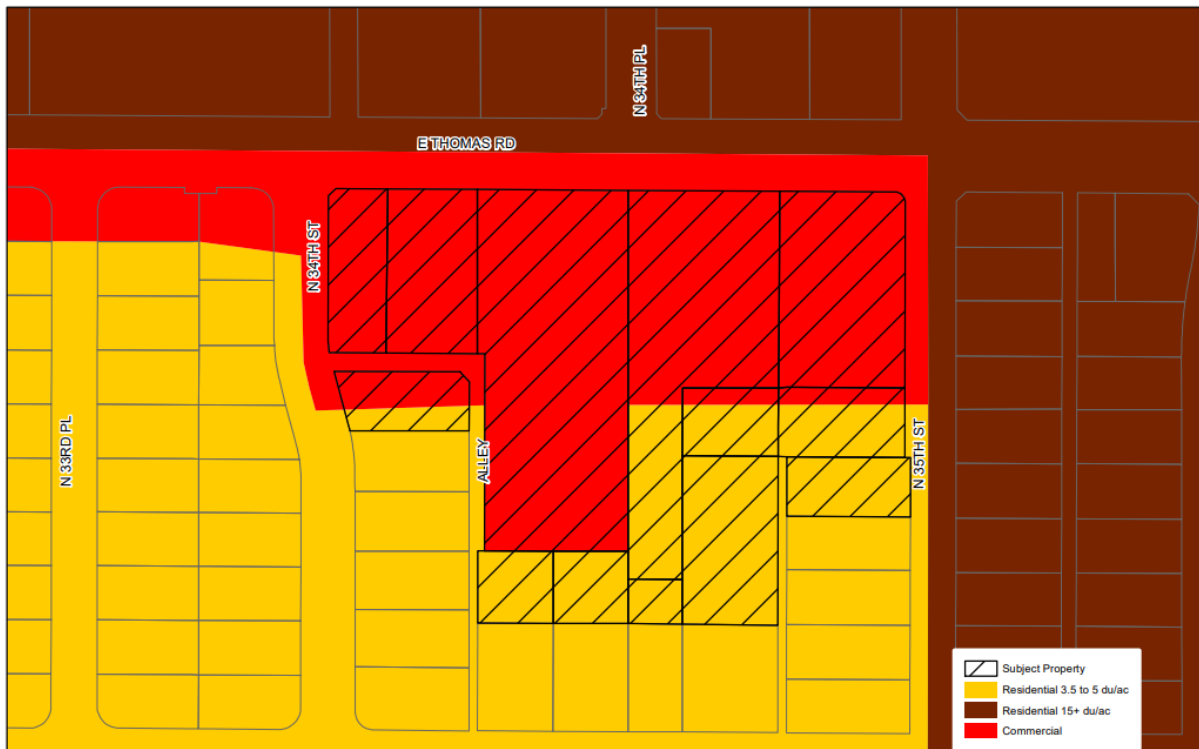 N 34TH PL
E THOMAS RD
N 34TH ST
N 33RD PL
ALLEY
N 35TH ST
Subject Property
Residential 3.5 to 5 du/ac
Residential 15+ du/ac
Commercial